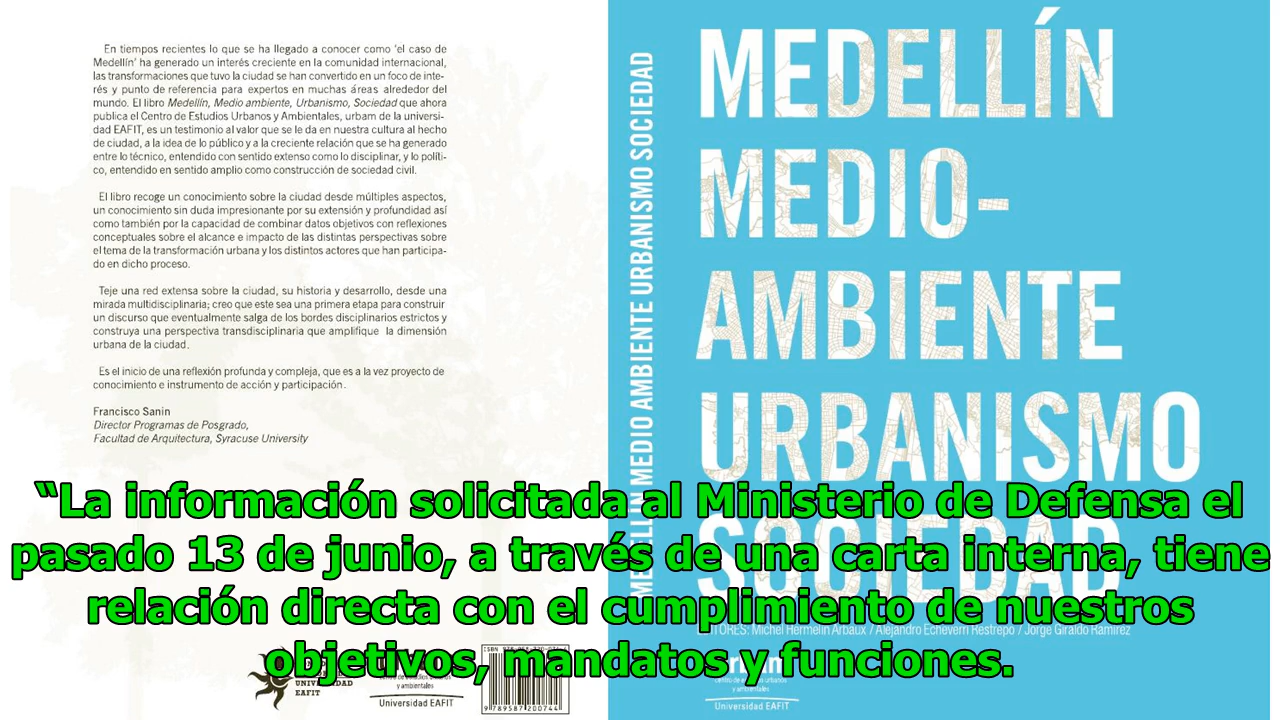 En tiempos recientes lo que se ha llegado a conocer como 'el caso de
Medellín' ha generado un interés creciente en la comunidad internacional,
las transformaciones que tuvo la ciudad se han convertido en un foco de inte-
rés y punto de referencia para expertos en muchas áreas alrededor del
mundo. El libro Medellín, Medio ambiente, Urbanismo, Sociedad que ahora
publica el Centro de Estudios Urbanos y Ambientales, urbam de la universi-
dad EAFIT, es un testimonio al valor que se le da en nuestra cultura al hecho
de ciudad, a la idea de lo público y a la creciente relación que se ha generado
entre lo técnico, entendido con sentido extenso como lo disciplinar, y lo políti-
co, entendido en sentido amplio como construcción de sociedad civil.
El libro recoge un conocimiento sobre la ciudad desde múltiples aspectos,
un conocimiento sin duda impresionante por su extensión y profundidad así
como también por la capacidad de combinar datos objetivos con reflexiones
conceptuales sobre el alcance e impacto de las distintas perspectivas sobre
el tema de la transformación urbana y los distintos actores que han participa-
do en dicho proceso.
Teje una red extensa sobre la ciudad, su historia y desarrollo, desde una
mirada multidisciplinaria; creo que este sea una primera etapa para construir
un discurso que eventualmente salga de los bordes disciplinarios estrictos y
construya una perspectiva transdisciplinaria que amplifique la dimensión
urbana de la ciudad.
Es el inicio de una reflexión profunda y compleja, que es a la vez proyecto de
conocimiento e instrumento de acción y participación.
Francisco Sanin
Director Programas de Posgrado,
Facultad de Arquitectura, Syracuse University
UNIVERSIDAD
EAFIT
y ambientales
Universidad EAFIT
9 789587 200744
MEDELLÍN MEDIO AMBIENTE URBANISMO SOCIEDAD
MEDELLÍN
MEDIO-
AMBIENTE
URBANISMO
SOCIEDAD
EDITORES: Michel Hermelin Arbaux / Alejandro Echeverri Restrepo / Jorge Giraldo Ramírez
urbam
centro de estudios urbanos
y ambientales
Universidad EAFIT
“La información solicitada al Ministerio de Defensa el
pasado 13 de junio, a través de una carta interna, tiene
relación directa con el cumplimiento de nuestros
objetivos, mandatos y funciones.